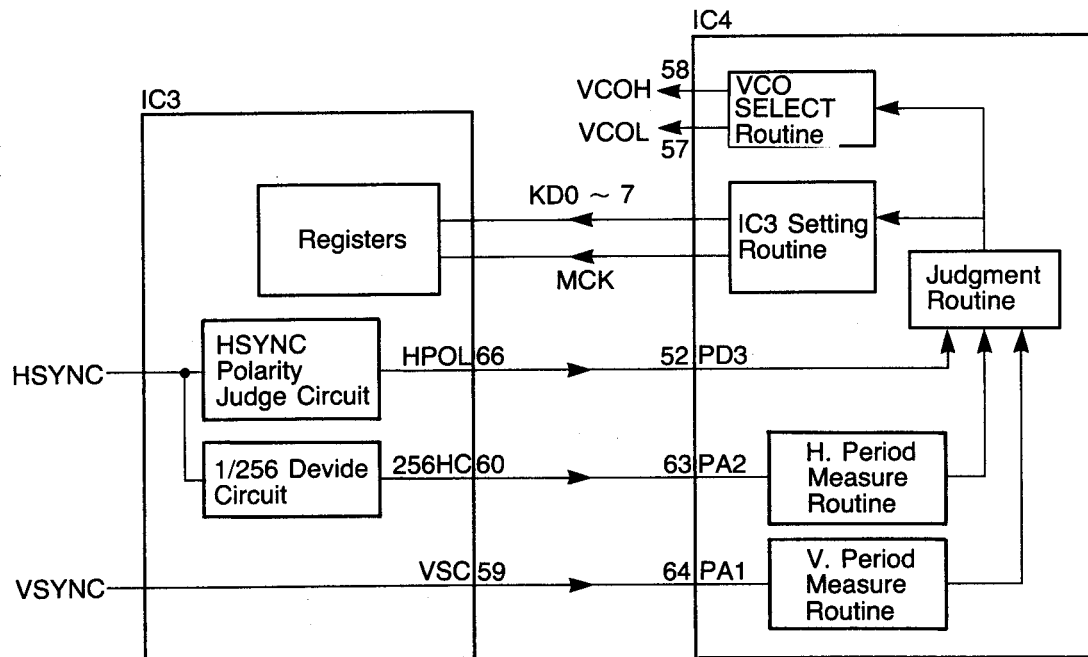 IC4
58
VCOH
VCO
SELECT
Routine
VCOL
57
IC3
KD0 ~ 7
Registers
IC3 Setting
Routine
MCK
Judgment
Routine
HSYNC
HSYNC
Polarity
Judge Circuit
HPOL 66
52 PD3
1/256 Devide
Circuit
256HC 60
63 PA2
H. Period
Measure
Routine
VSYNC
VSC 59
64 PA1
V. Period
Measure
Routine